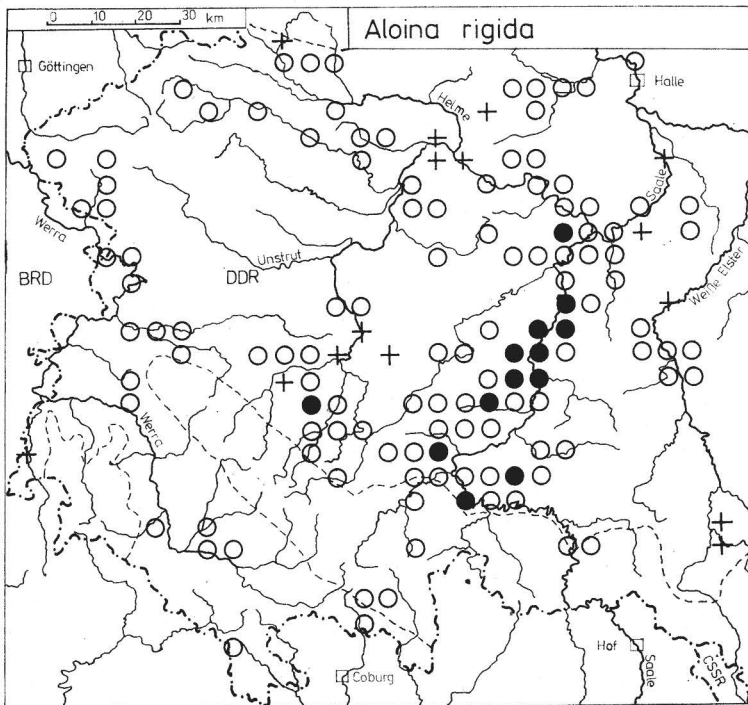 0 10 20 30 km
Aloina rigida
Göttingen
Halle
Helme
Saale
Werra
Unstrut
Weiße Elster
BRD
DDR
Werra
Hof
Saale
CSSR
Coburg